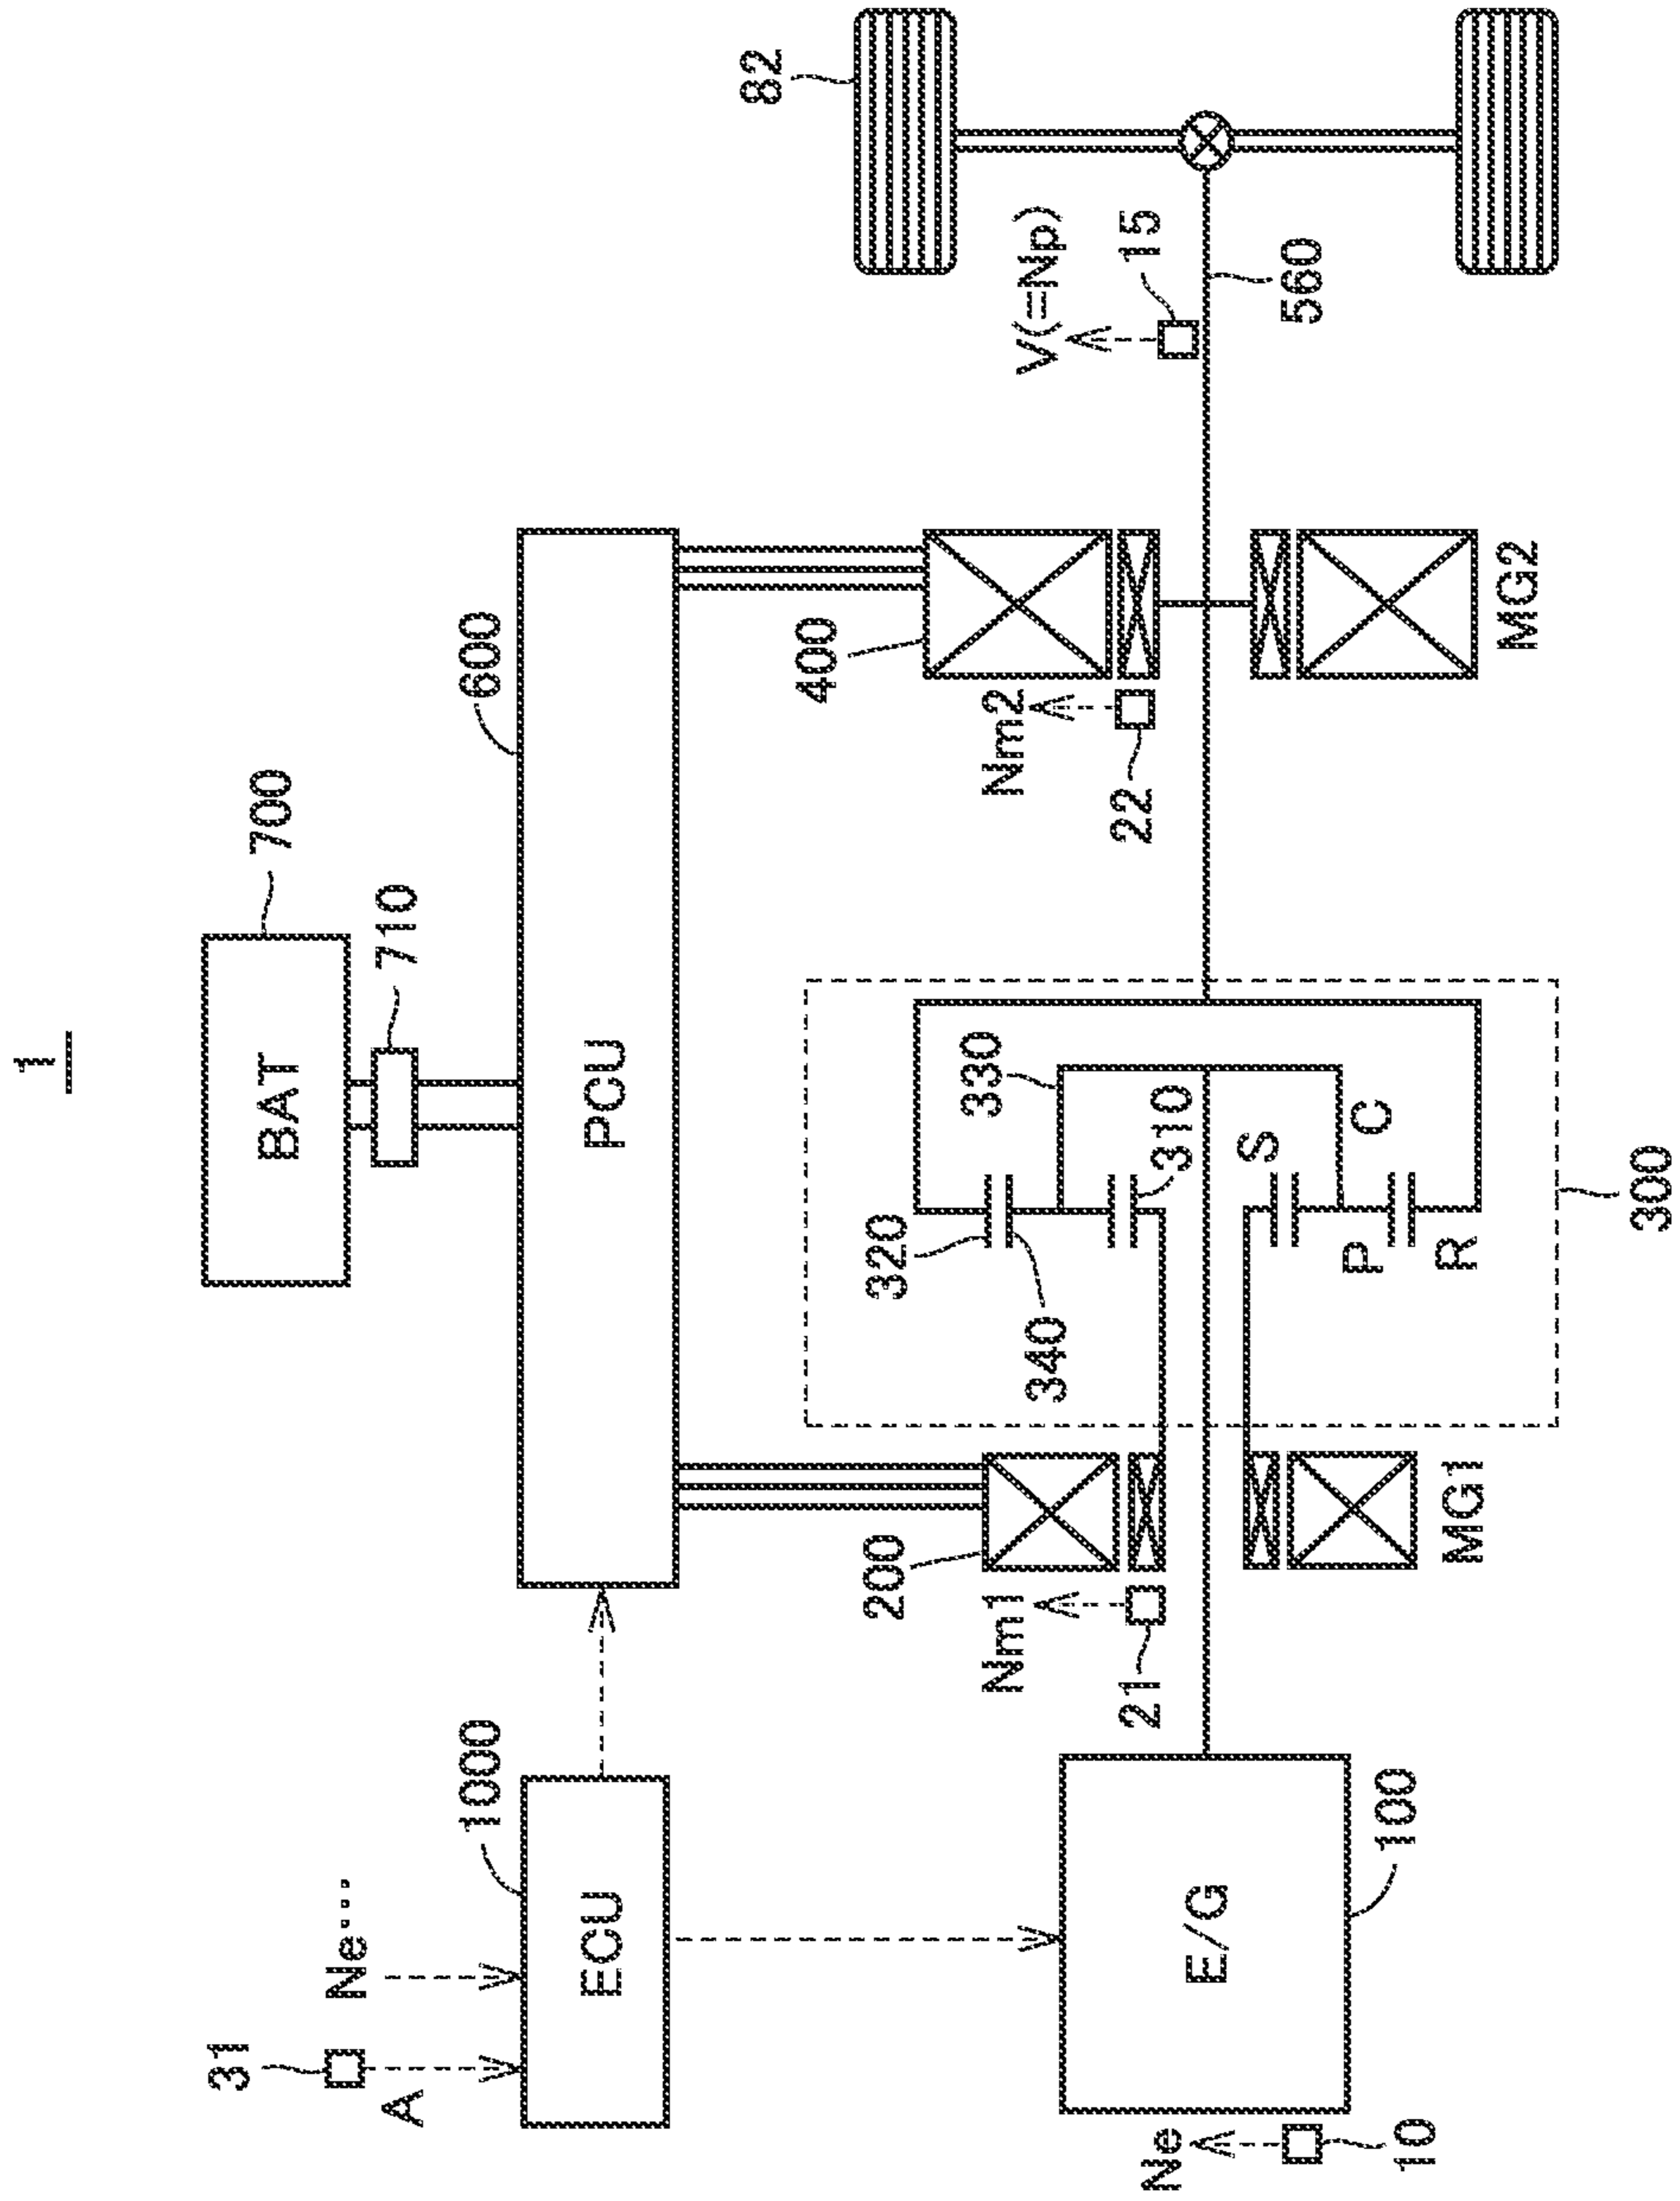 1
BAT
700
710
600
PCU
31
A
Ne...
1000
ECU
Ne
10
E/G
100
21
Nm1
200
MG1
320
340
330
310
S
P
C
R
300
400
Nm2
22
MG2
V(=Np)
15
560
82